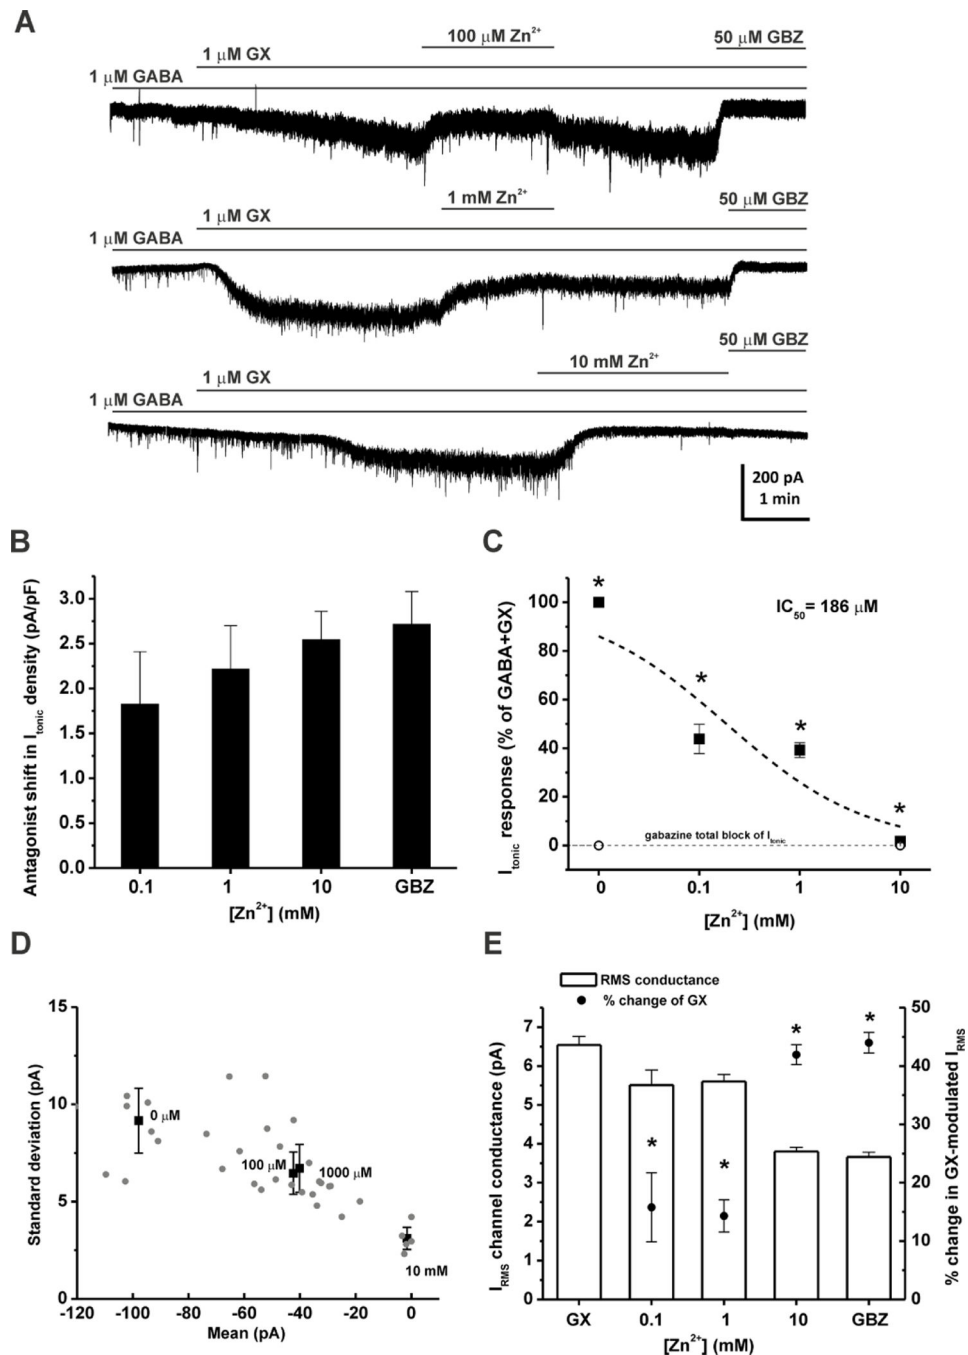 A
100 μM Zn²⁺
50 μM GBZ
1 μM GX
1 μM GABA
1 mM Zn²⁺
50 μM GBZ
1 μM GX
1 μM GABA
50 μM GBZ
10 mM Zn²⁺
1 μM GX
1 μM GABA
200 pA
1 min
B
Antagonist shift in I tonic density (pA/pF)
3.0
2.5
2.0
1.5
1.0
0.5
0.0
0.1 1 10 GBZ
[Zn²⁺] (mM)
C
I tonic response (% of GABA+GX)
100
80
60
40
20
0
* * * *
IC₅₀= 186 μM
gabazine total block of I tonic
0 0.1 1 10
[Zn²⁺] (mM)
D
Standard deviation (pA)
15
10
5
0
0 μM
100 μM
1000 μM
10 mM
-120 -100 -80 -60 -40 -20 0
Mean (pA)
E
RMS conductance
% change of GX
I RMS channel conductance (pA)
7
6
5
4
3
2
1
0
* * * *
50
40
30
20
10
0
% change in GX-modulated I RMS
GX 0.1 1 10 GBZ
[Zn²⁺] (mM)